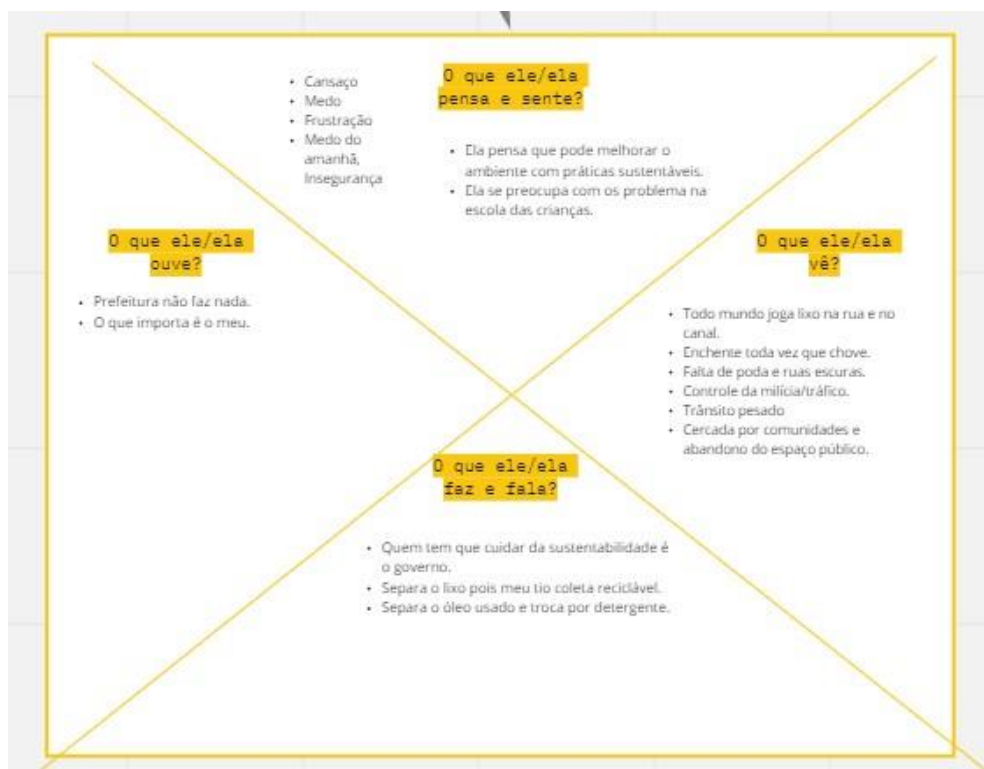 O que ele/ela
pensa e sente?
• Cansaço
• Medo
• Frustração
• Medo do
amanhã,
Insegurança
• Ela pensa que pode melhorar o
ambiente com práticas sustentáveis.
• Ela se preocupa com os problema na
escola das crianças.
O que ele/ela
ouve?
• Prefeitura não faz nada.
• O que importa é o meu.
O que ele/ela
vê?
• Todo mundo joga lixo na rua e no
canal.
• Enchente toda vez que chove.
• Falta de poda e ruas escuras.
• Controle da milícia/tráfico.
• Trânsito pesado
• Cercada por comunidades e
abandono do espaço público.
O que ele/ela
faz e fala?
• Quem tem que cuidar da sustentabilidade é
o governo.
• Separa o lixo pois meu tio coleta reciclável.
• Separa o óleo usado e troca por detergente.